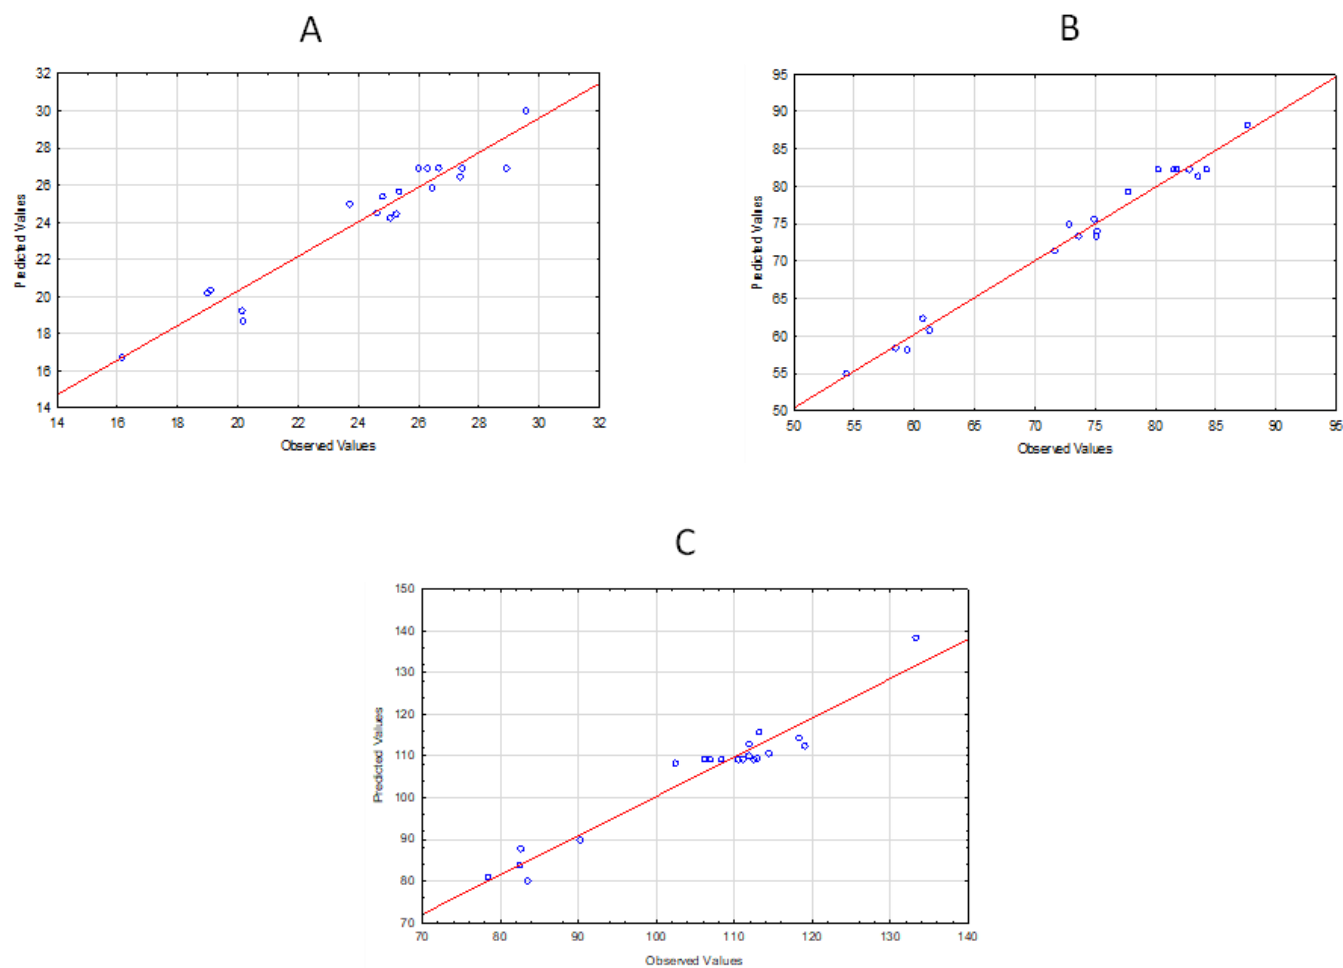 A
32
30
28
26
24
22
20
18
16
14
Predicted Values
14 16 18 20 22 24 26 28 30 32
Observed Values
B
95
90
85
80
75
70
65
60
55
50
Predicted Values
50 55 60 65 70 75 80 85 90 95
Observed Values
C
150
140
130
120
110
100
90
80
70
Predicted Values
70 80 90 100 110 120 130 140
Observed Values